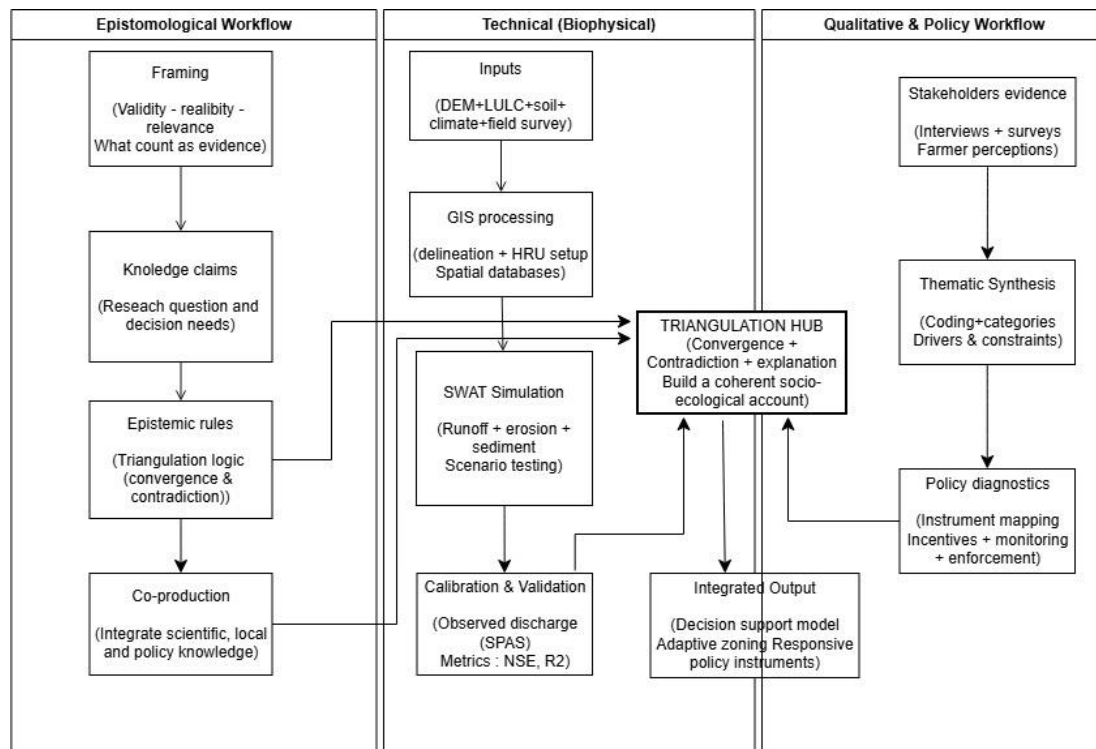 Epistomological Workflow
Framing
(Validity - realibity -
relevance
What count as evidence)
Knoledge claims
(Reseach question and
decision needs)
Epistemic rules
(Triangulation logic
(convergence &
contradiction))
Co-production
(Integrate scientific, local
and policy knowledge)
Technical (Biophysical)
Inputs
(DEM+LULC+soil+
climate+field survey)
GIS processing
(delineation + HRU setup
Spatial databases)
SWAT Simulation
(Runoff + erosion +
sediment
Scenario testing)
Calibration & Validation
(Observed discharge
(SPAS)
Metrics : NSE, R2)
TRIANGULATION HUB
(Convergence +
Contradiction + explanation
Build a coherent socio-
ecological account)
Integrated Output
(Decision support model
Adaptive zoning Responsive
policy instruments)
Qualitative & Policy Workflow
Stakeholders evidence
(Interviews + surveys
Farmer perceptions)
Thematic Synthesis
(Coding+categories
Drivers & constraints)
Policy diagnostics
(Instrument mapping
Incentives + monitoring
+ enforcement)